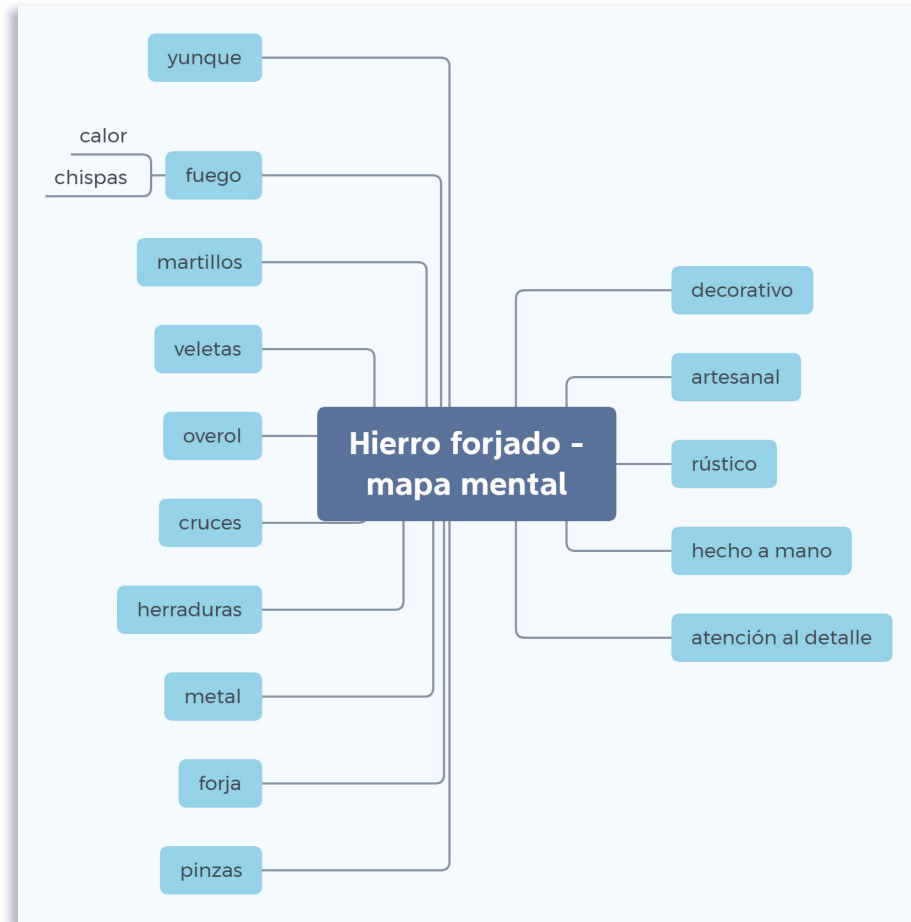 yunque
calor
chispas
fuego
martillos
veletas
overol
cruces
herraduras
metal
forja
pinzas
Hierro forjado -
mapa mental
decorativo
artesanal
rústico
hecho a mano
atención al detalle